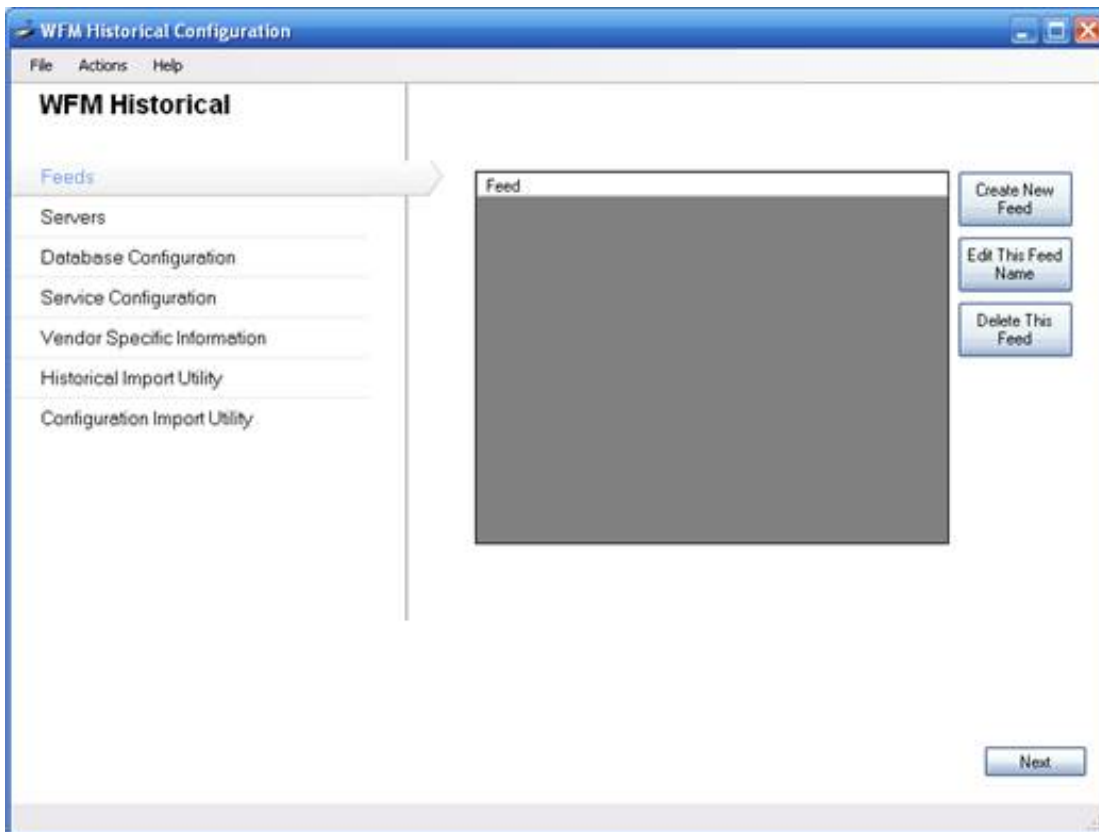 WFM Historical Configuration
File Actions Help
WFM Historical
Feeds
Servers
Database Configuration
Service Configuration
Vendor Specific Information
Historical Import Utility
Configuration Import Utility
Feed
Create New
Feed
Edit This Feed
Name
Delete This
Feed
Next